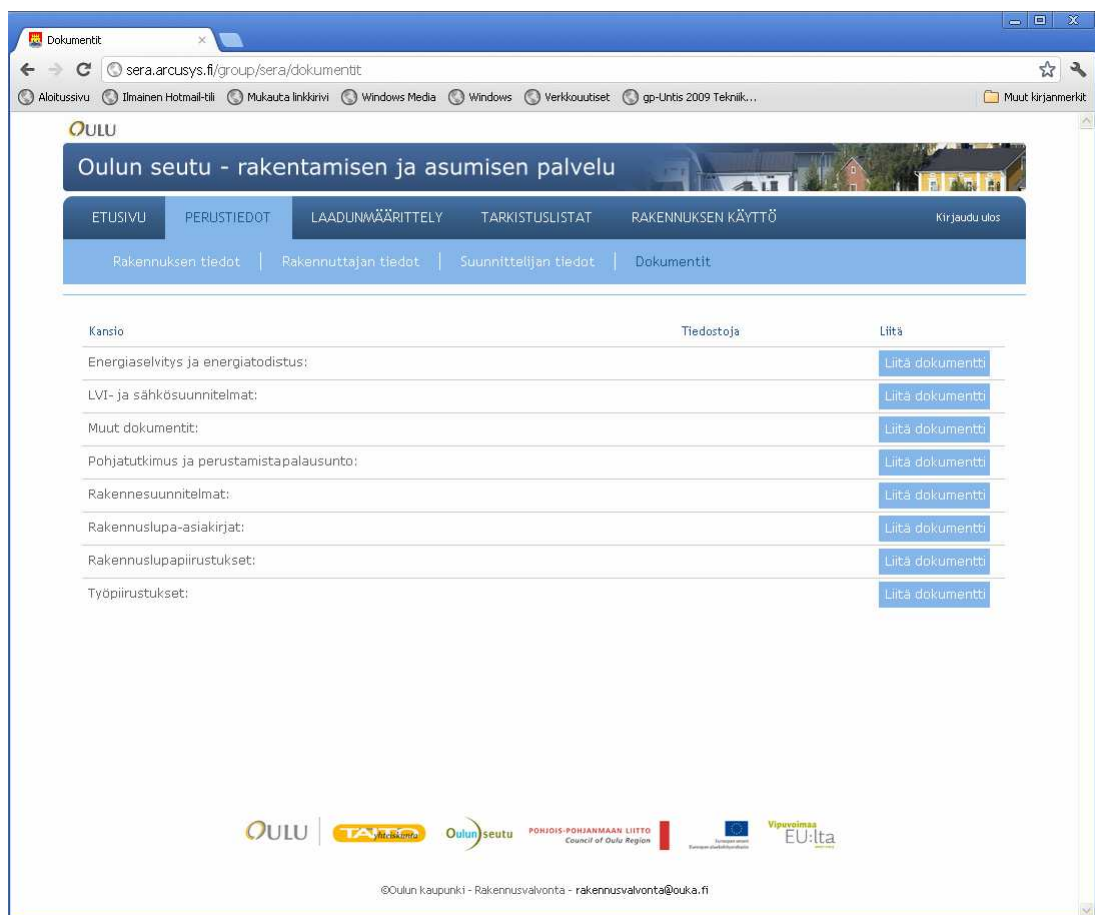 Dokumentit
sera.arcusys.fi/group/sera/dokumentit
Aloitussivu Ilmainen Hotmail-tili Mukauta linkkirivi Windows Media Windows Verkkouutiset gp-Untis 2009 Tekniik... Muut kirjanmerkit
OULU
Oulun seutu - rakentamisen ja asumisen palvelu
ETUSIVU PERUSTIEDOT LAADUNMÄÄRITTELY TARKISTUSLISTAT RAKENNUKSEN KÄYTTÖ Kirjaudu ulos
Rakennuksen tiedot | Rakennuttajan tiedot | Suunnittelijan tiedot | Dokumentit
Kansio Tiedostoja Liitä
Energiaselvitys ja energiatodistus: Liitä dokumentti
LVI- ja sähkösuunnitelmat: Liitä dokumentti
Muut dokumentit: Liitä dokumentti
Pohjatutkimus ja perustamistapalausunto: Liitä dokumentti
Rakennesuunnitelmat: Liitä dokumentti
Rakennuslupa-asiakirjat: Liitä dokumentti
Rakennuslupapiirustukset: Liitä dokumentti
Työpiirustukset: Liitä dokumentti
OULU TAITO yhteiskunta Oulun seutu POHJOIS-POHJANMAAN LIITTO
Council of Oulu Region
Vipuvoimaa
EU:lta
©Oulun kaupunki - Rakennusvalvonta - rakennusvalvonta@ouka.fi